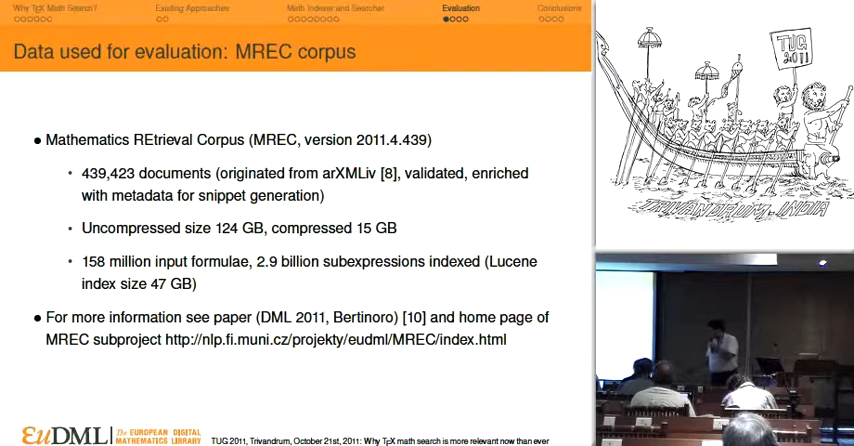 Why TEX Math Search?
Existing Approaches
Math Indexer and Searcher
Evaluation
Conclusions
Data used for evaluation: MREC corpus
● Mathematics REtrieval Corpus (MREC, version 2011.4.439)
• 439,423 documents (originated from arXMLiv [8], validated, enriched
with metadata for snippet generation)
• Uncompressed size 124 GB, compressed 15 GB
• 158 million input formulae, 2.9 billion subexpressions indexed (Lucene
index size 47 GB)
● For more information see paper (DML 2011, Bertinoro) [10] and home page of
MREC subproject http://nlp.fi.muni.cz/projekty/eudml/MREC/index.html
EuDML
The EUROPEAN DIGITAL
MATHEMATICS LIBRARY
TUG 2011, Trivandrum, October 21st, 2011: Why TEX math search is more relevant now than ever
TUG
2011
TRIVANDRUM, INDIA